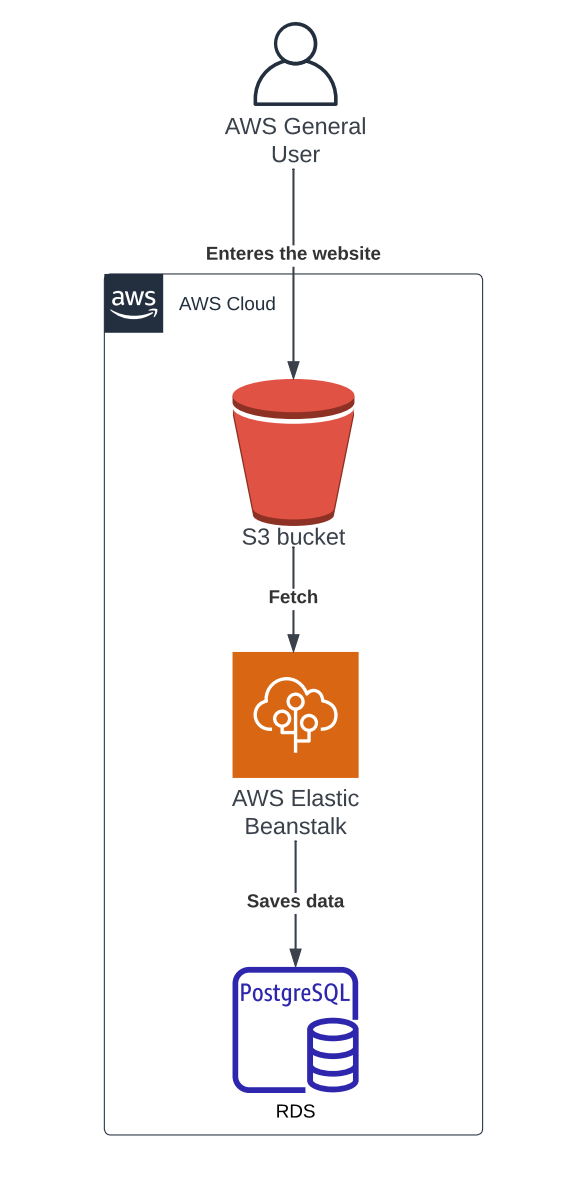 AWS General
User
Enteres the website
aws
AWS Cloud
S3 bucket
Fetch
AWS Elastic
Beanstalk
Saves data
PostgreSQL
RDS